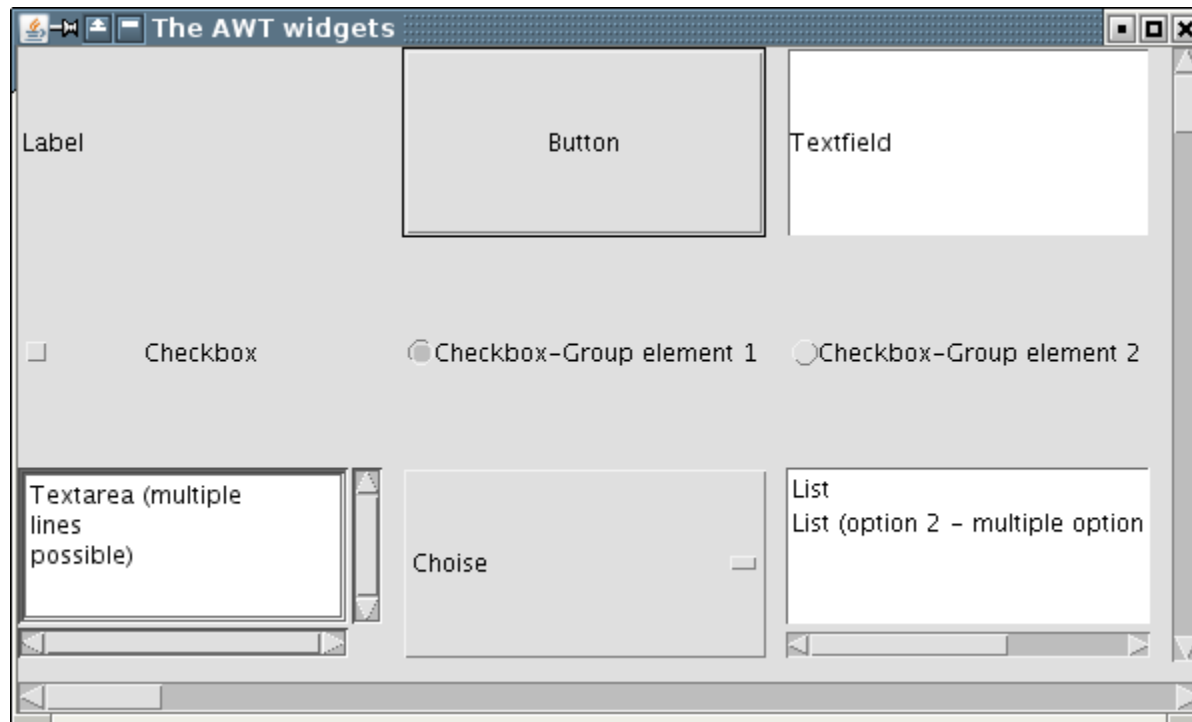 The AWT widgets
Label
Button
Textfield
Checkbox
Checkbox-Group element 1
Checkbox-Group element 2
Textarea (multiple
lines
possible)
Choise
List
List (option 2 - multiple option